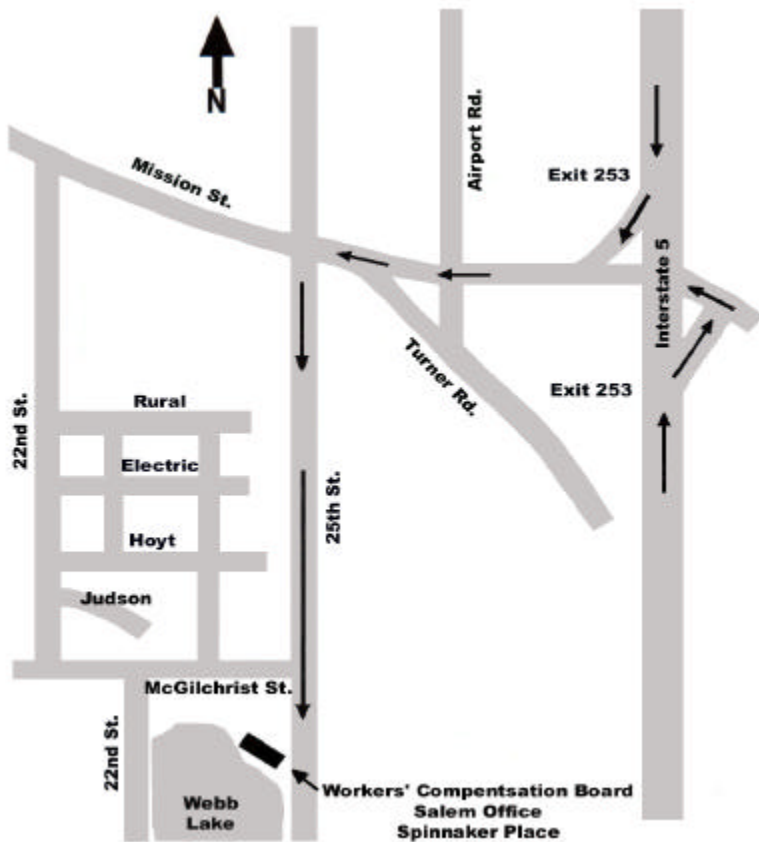 N
Mission St.
Airport Rd.
Exit 253
Interstate 5
Turner Rd.
Exit 253
Rural
22nd St.
Electric
25th St.
Hoyt
Judson
McGilchrist St.
22nd St.
Webb
Lake
Workers' Compentsation Board
Salem Office
Spinnaker Place